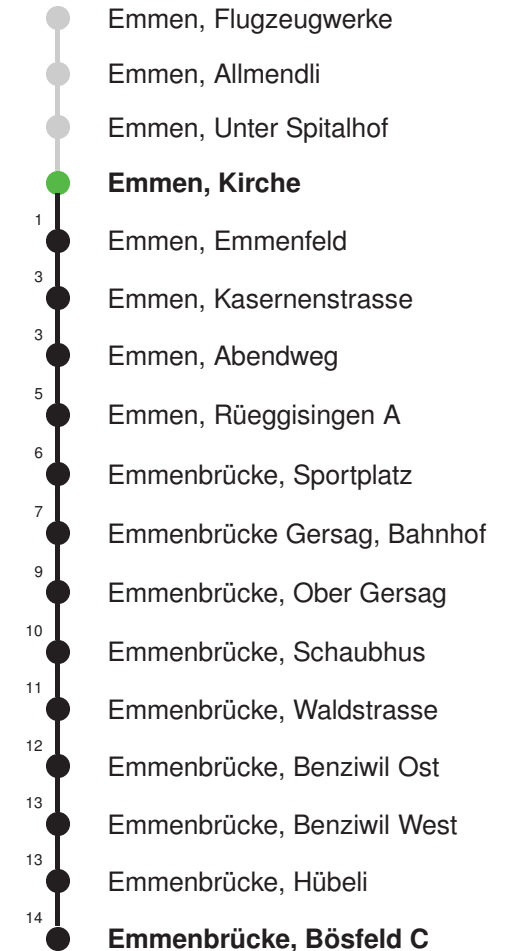 Emmen, Flugzeugwerke
Emmen, Allmendli
Emmen, Unter Spitalhof
Emmen, Kirche
1 Emmen, Emmenfeld
3 Emmen, Kasernenstrasse
3 Emmen, Abendweg
5 Emmen, Rüeggisingen A
6 Emmenbrücke, Sportplatz
7 Emmenbrücke Gersag, Bahnhof
9 Emmenbrücke, Ober Gersag
10 Emmenbrücke, Schaubhus
11 Emmenbrücke, Waldstrasse
12 Emmenbrücke, Benziwil Ost
13 Emmenbrücke, Benziwil West
13 Emmenbrücke, Hübeli
14 Emmenbrücke, Bösfeld C